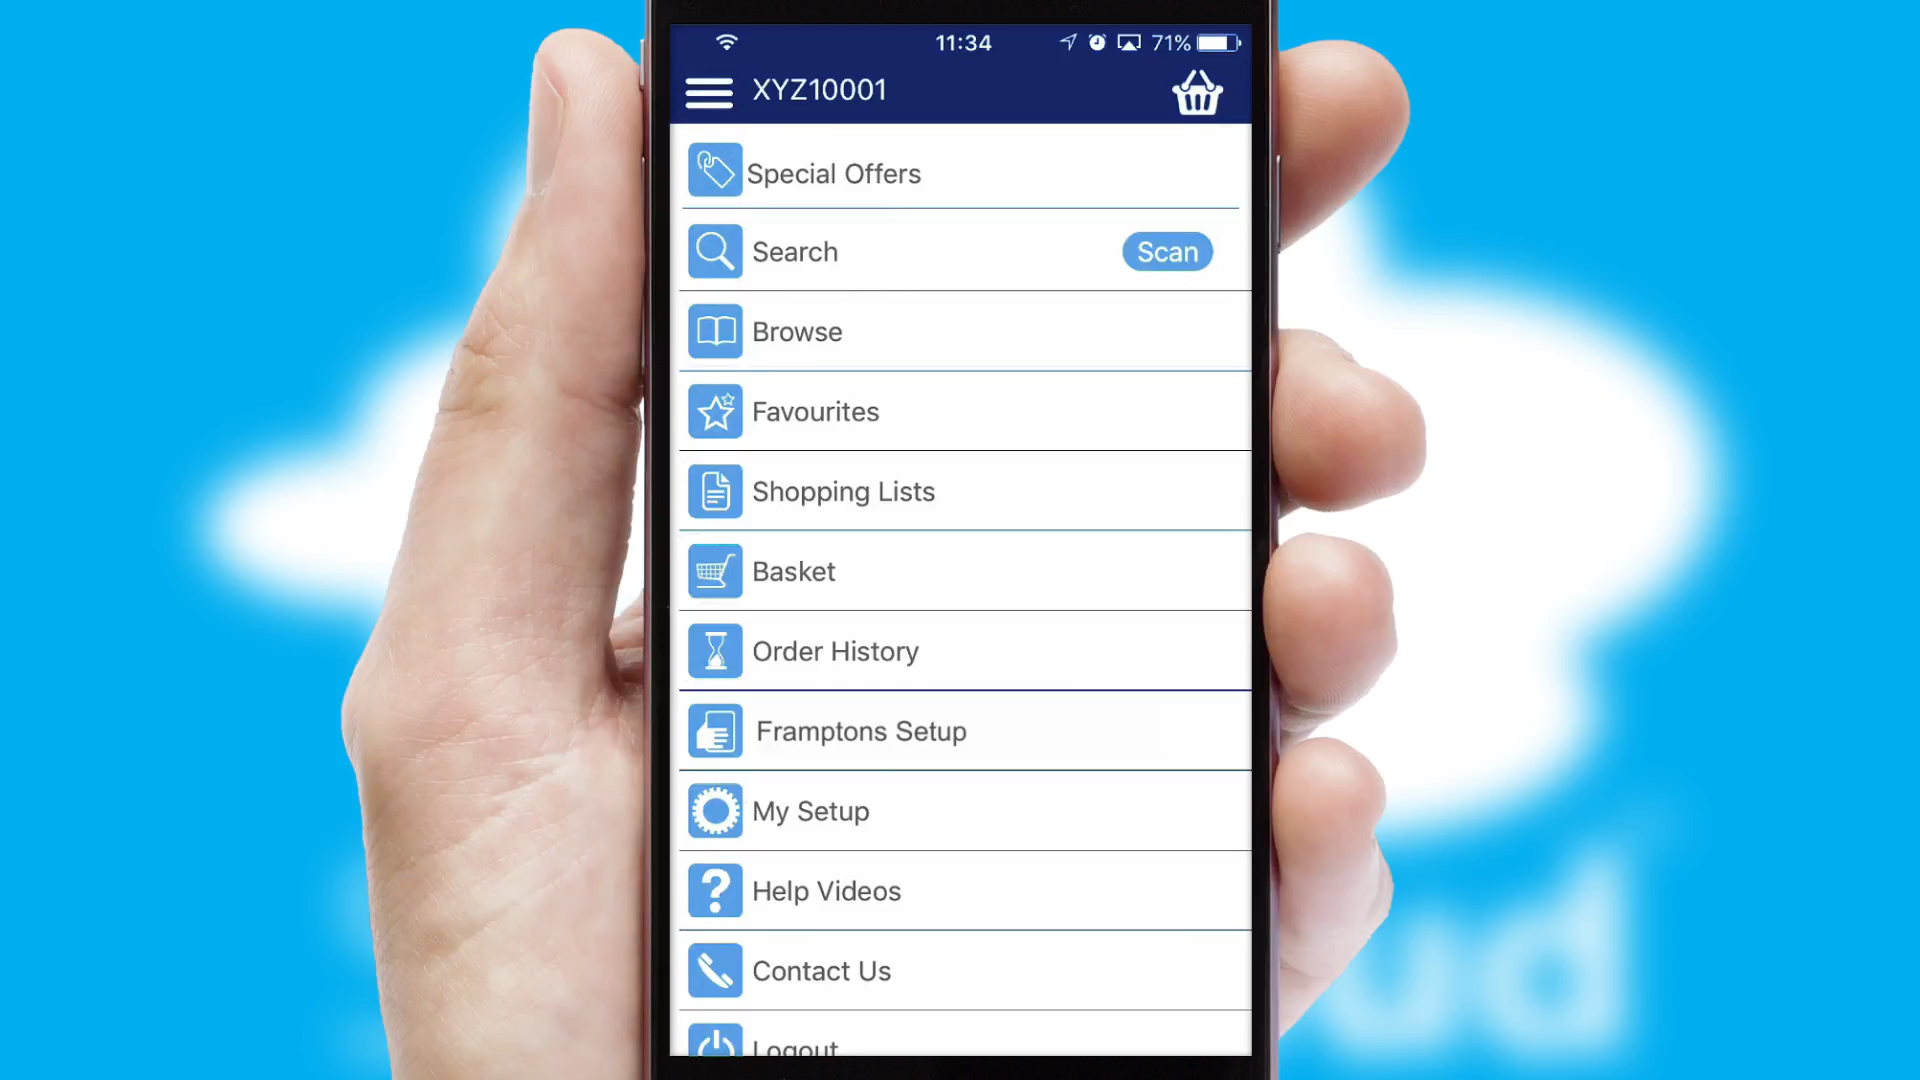 11:34
71%
XYZ10001
Special Offers
Search
Scan
Browse
Favourites
Shopping Lists
Basket
Order History
Framptons Setup
My Setup
Help Videos
Contact Us
Logout
ud